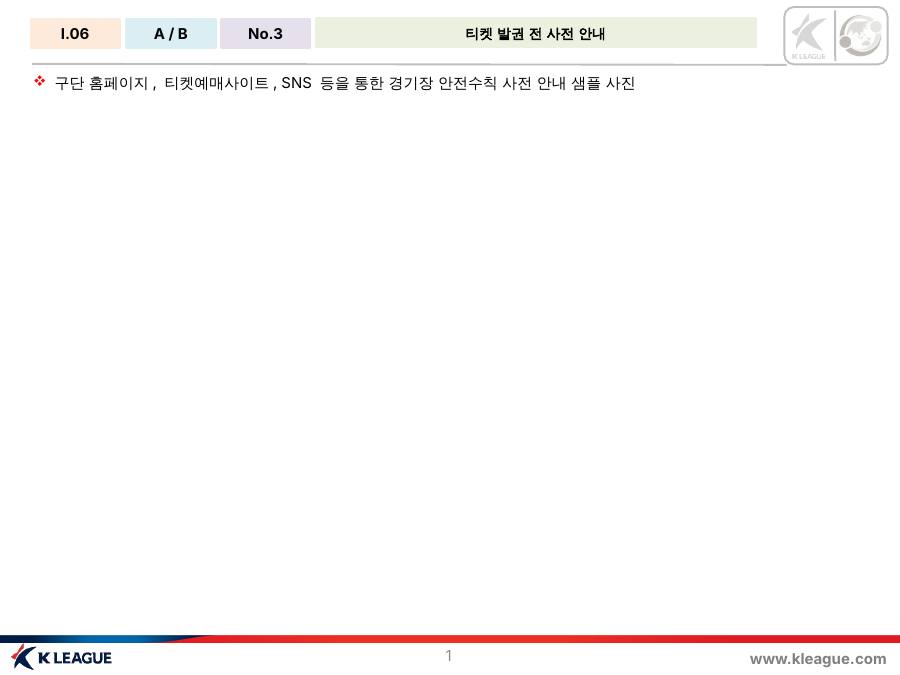 I.06 A / B No.3 티켓 발권 전 사전 안내
K LEAGUE
❖ 구단 홈페이지 , 티켓예매사이트 , SNS 등을 통한 경기장 안전수칙 사전 안내 샘플 사진
K LEAGUE 1 www.kleague.com